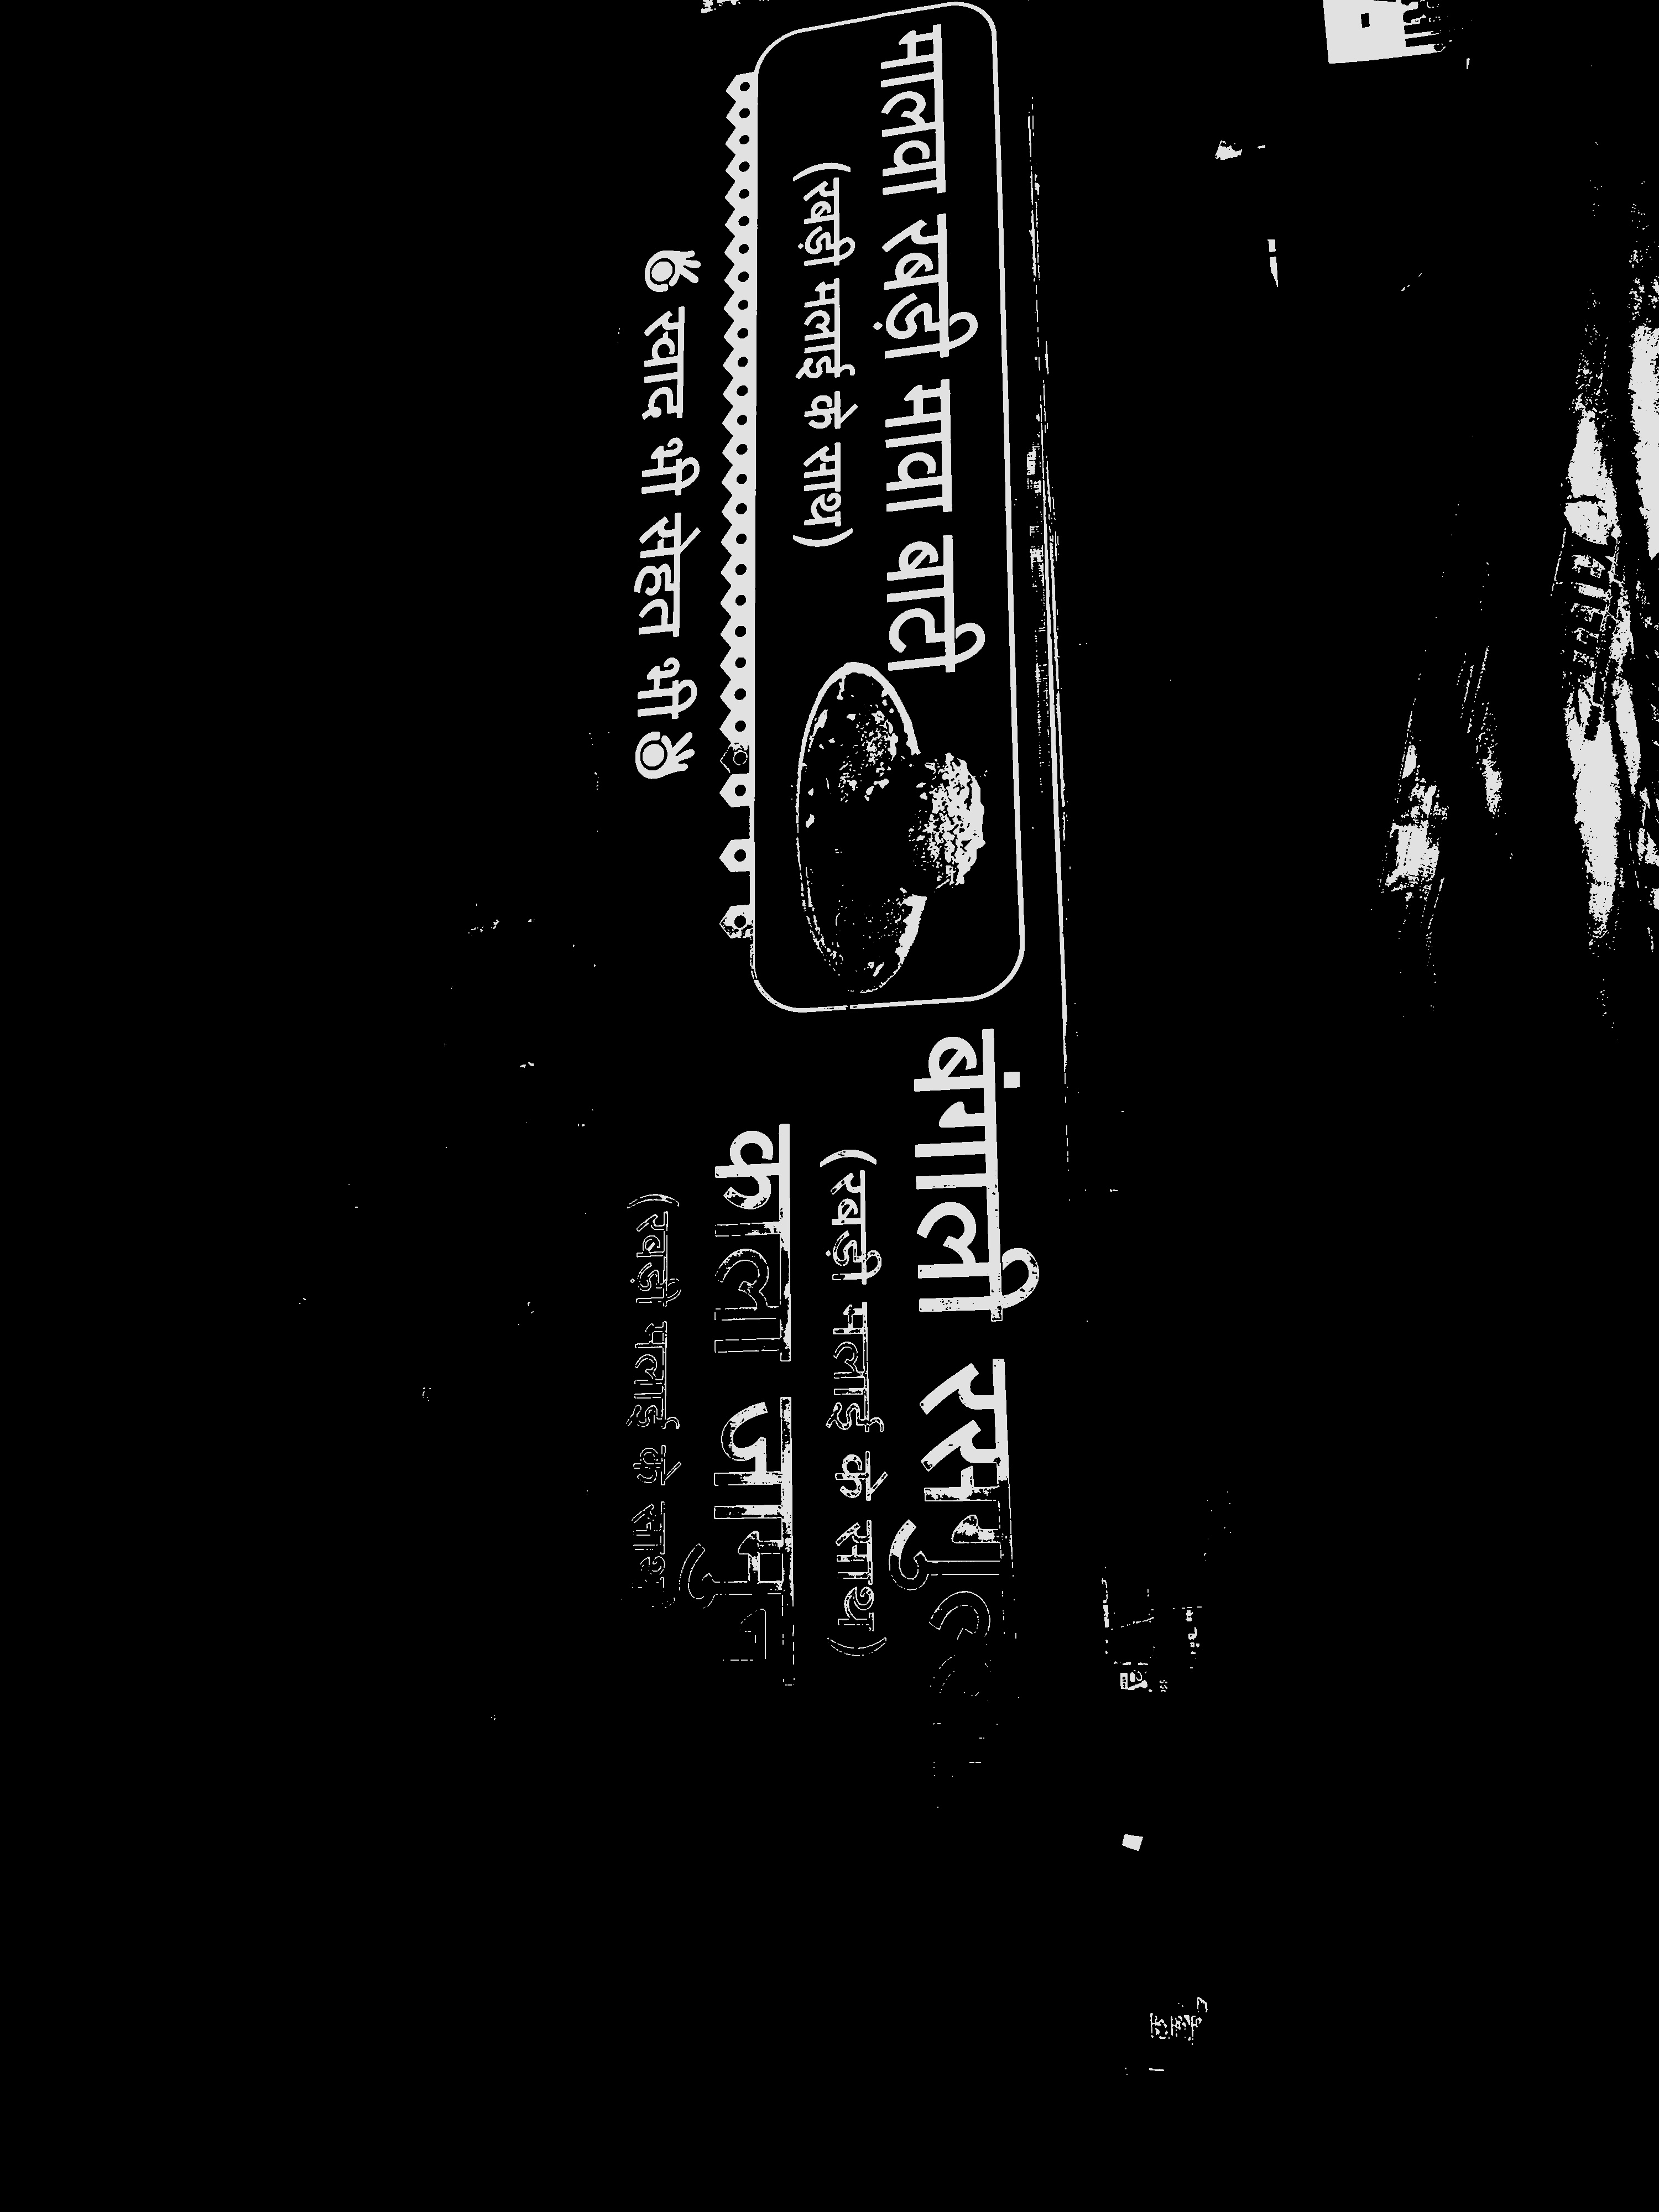 मालवा रबड़ी मावा बाटी
(रबड़ी मलाई के साथ)
👌 स्वाद भी सेहत भी 👌
बंगाली रसगु
(रबड़ी मलाई के साथ)
काला जामुन
(रबड़ी मलाई के साथ